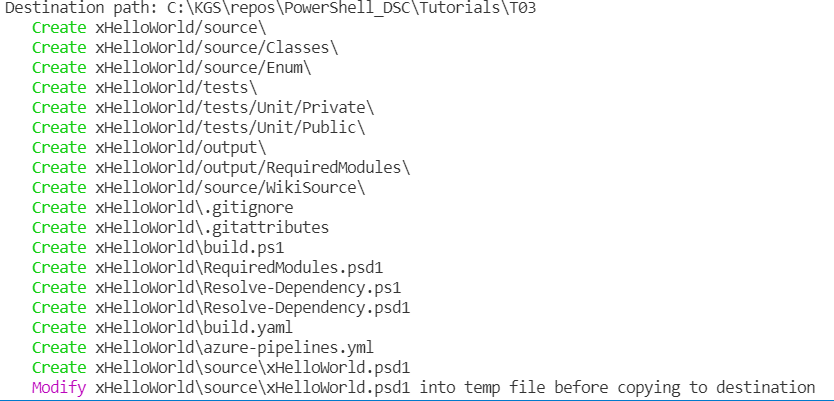 Destination path: C:\KGS\repos\PowerShell_DSC\Tutorials\T03
Create xHelloWorld/source\
Create xHelloWorld/source/Classes\
Create xHelloWorld/source/Enum\
Create xHelloWorld/tests\
Create xHelloWorld/tests/Unit/Private\
Create xHelloWorld/tests/Unit/Public\
Create xHelloWorld/output\
Create xHelloWorld/output/RequiredModules\
Create xHelloWorld/source/WikiSource\
Create xHelloWorld\.gitignore
Create xHelloWorld\.gitattributes
Create xHelloWorld\build.ps1
Create xHelloWorld\RequiredModules.psd1
Create xHelloWorld\Resolve-Dependency.ps1
Create xHelloWorld\Resolve-Dependency.psd1
Create xHelloWorld\build.yaml
Create xHelloWorld\azure-pipelines.yml
Create xHelloWorld\source\xHelloWorld.psd1
Modify xHelloWorld\source\xHelloWorld.psd1 into temp file before copying to destination